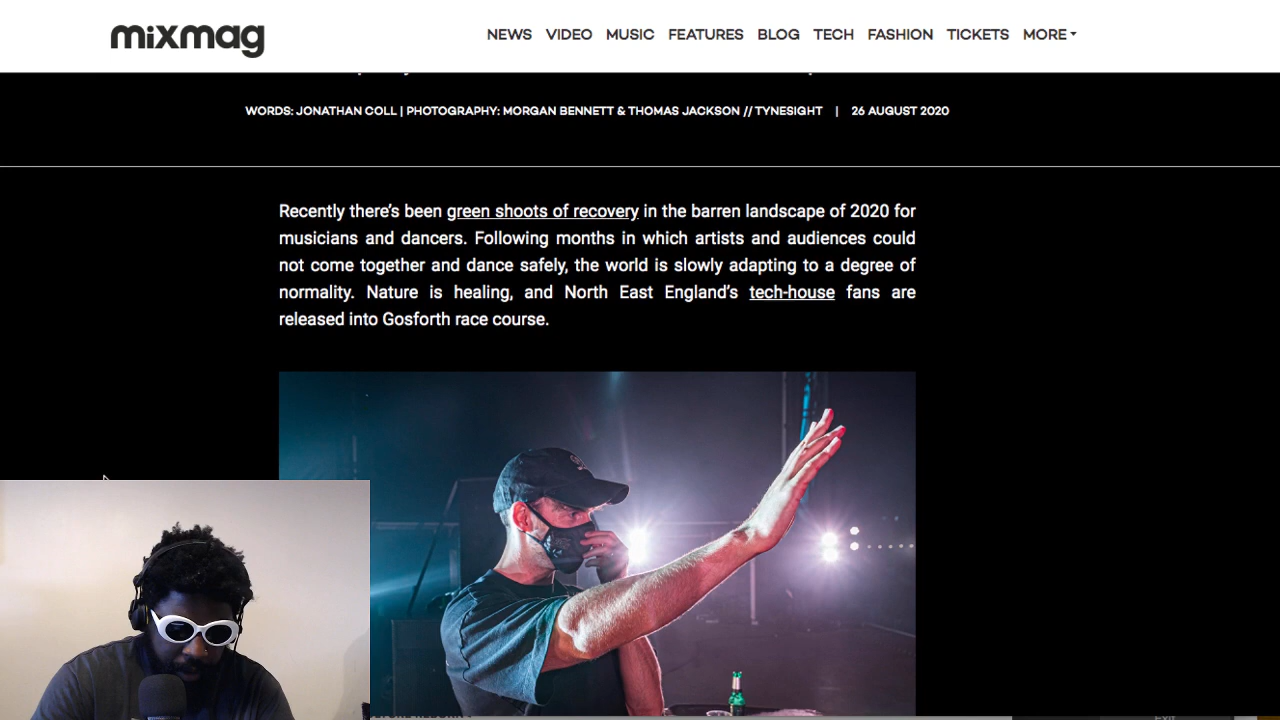 mixmag
NEWS VIDEO MUSIC FEATURES BLOG TECH FASHION TICKETS MORE
WORDS: JONATHAN COLL | PHOTOGRAPHY: MORGAN BENNETT & THOMAS JACKSON // TYNESIGHT | 26 AUGUST 2020
Recently there’s been green shoots of recovery in the barren landscape of 2020 for
musicians and dancers. Following months in which artists and audiences could
not come together and dance safely, the world is slowly adapting to a degree of
normality. Nature is healing, and North East England’s tech-house fans are
released into Gosforth race course.